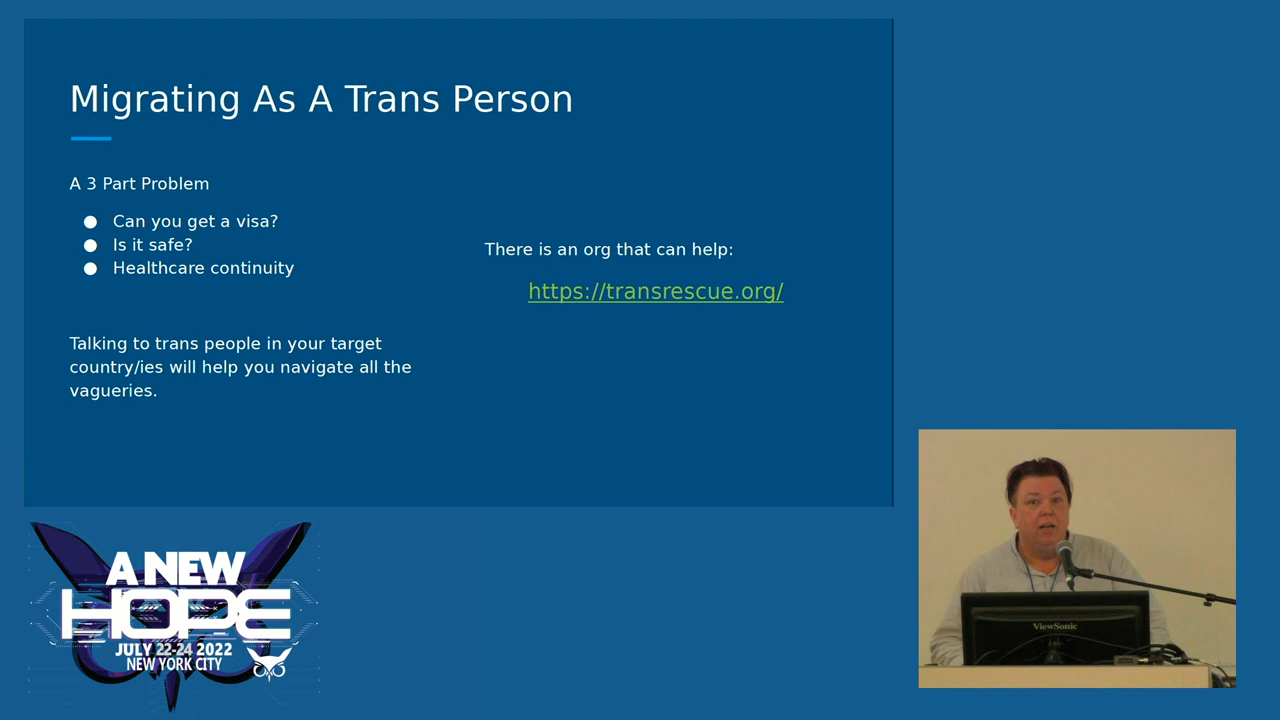 Migrating As A Trans Person
A 3 Part Problem
● Can you get a visa?
● Is it safe?
● Healthcare continuity
Talking to trans people in your target
country/ies will help you navigate all the
vagueries.
There is an org that can help:
https://transrescue.org/
A NEW
HOPE
JULY 22-24 2022
NEW YORK CITY
ViewSonic